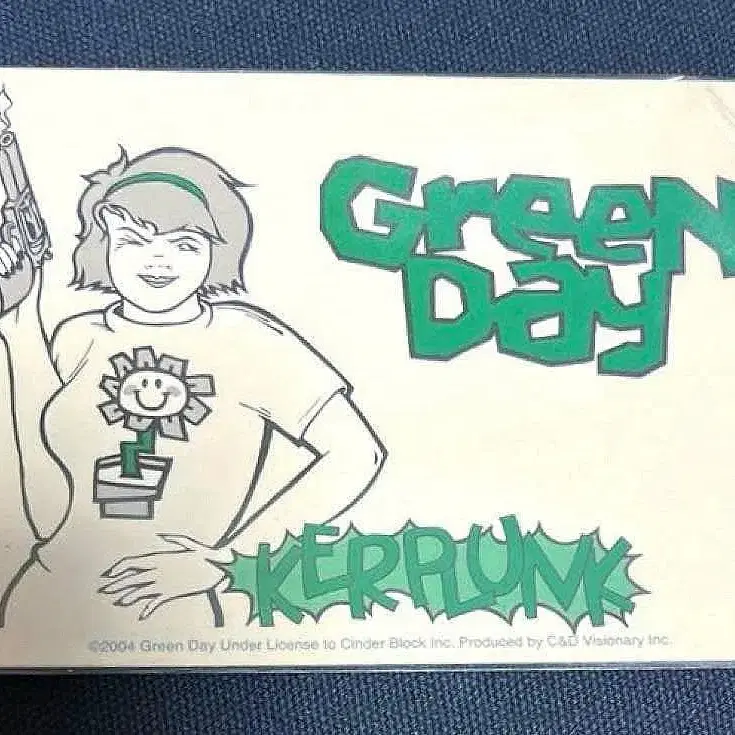 GreeN
Day
KERPLUNK
©2004 Green Day Under License to Cinder Block Inc. Produced by C&D Visionary Inc.